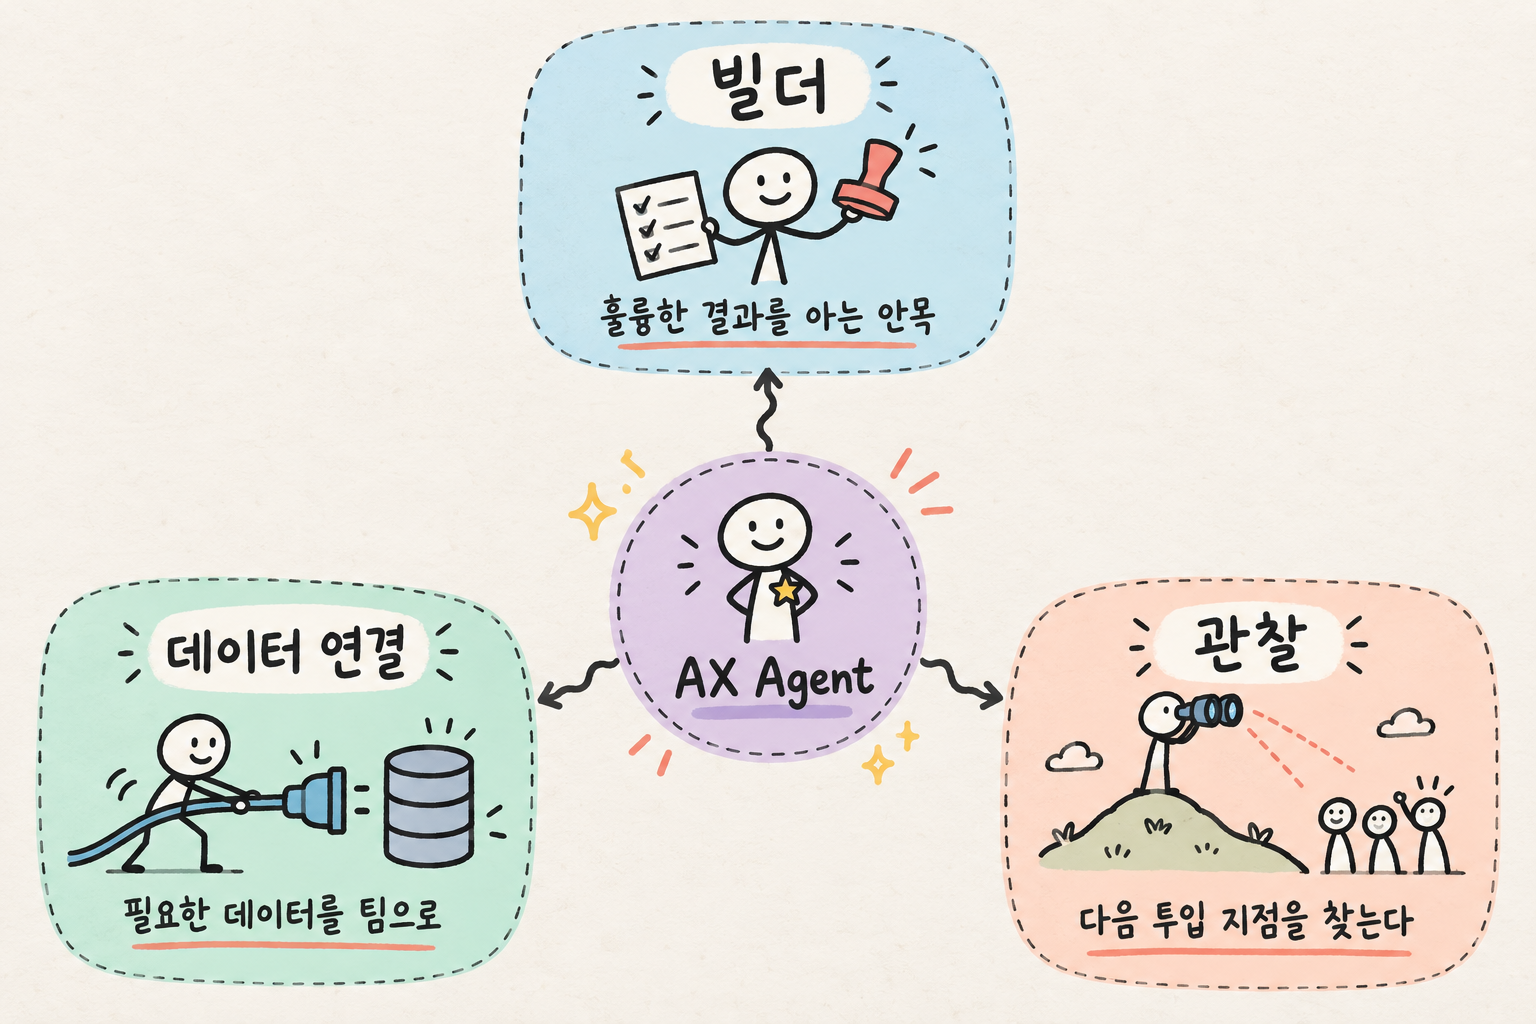 빌더
훌륭한 결과를 아는 안목
AX Agent
데이터 연결
필요한 데이터를 팀으로
관찰
다음 투입 지점을 찾는다